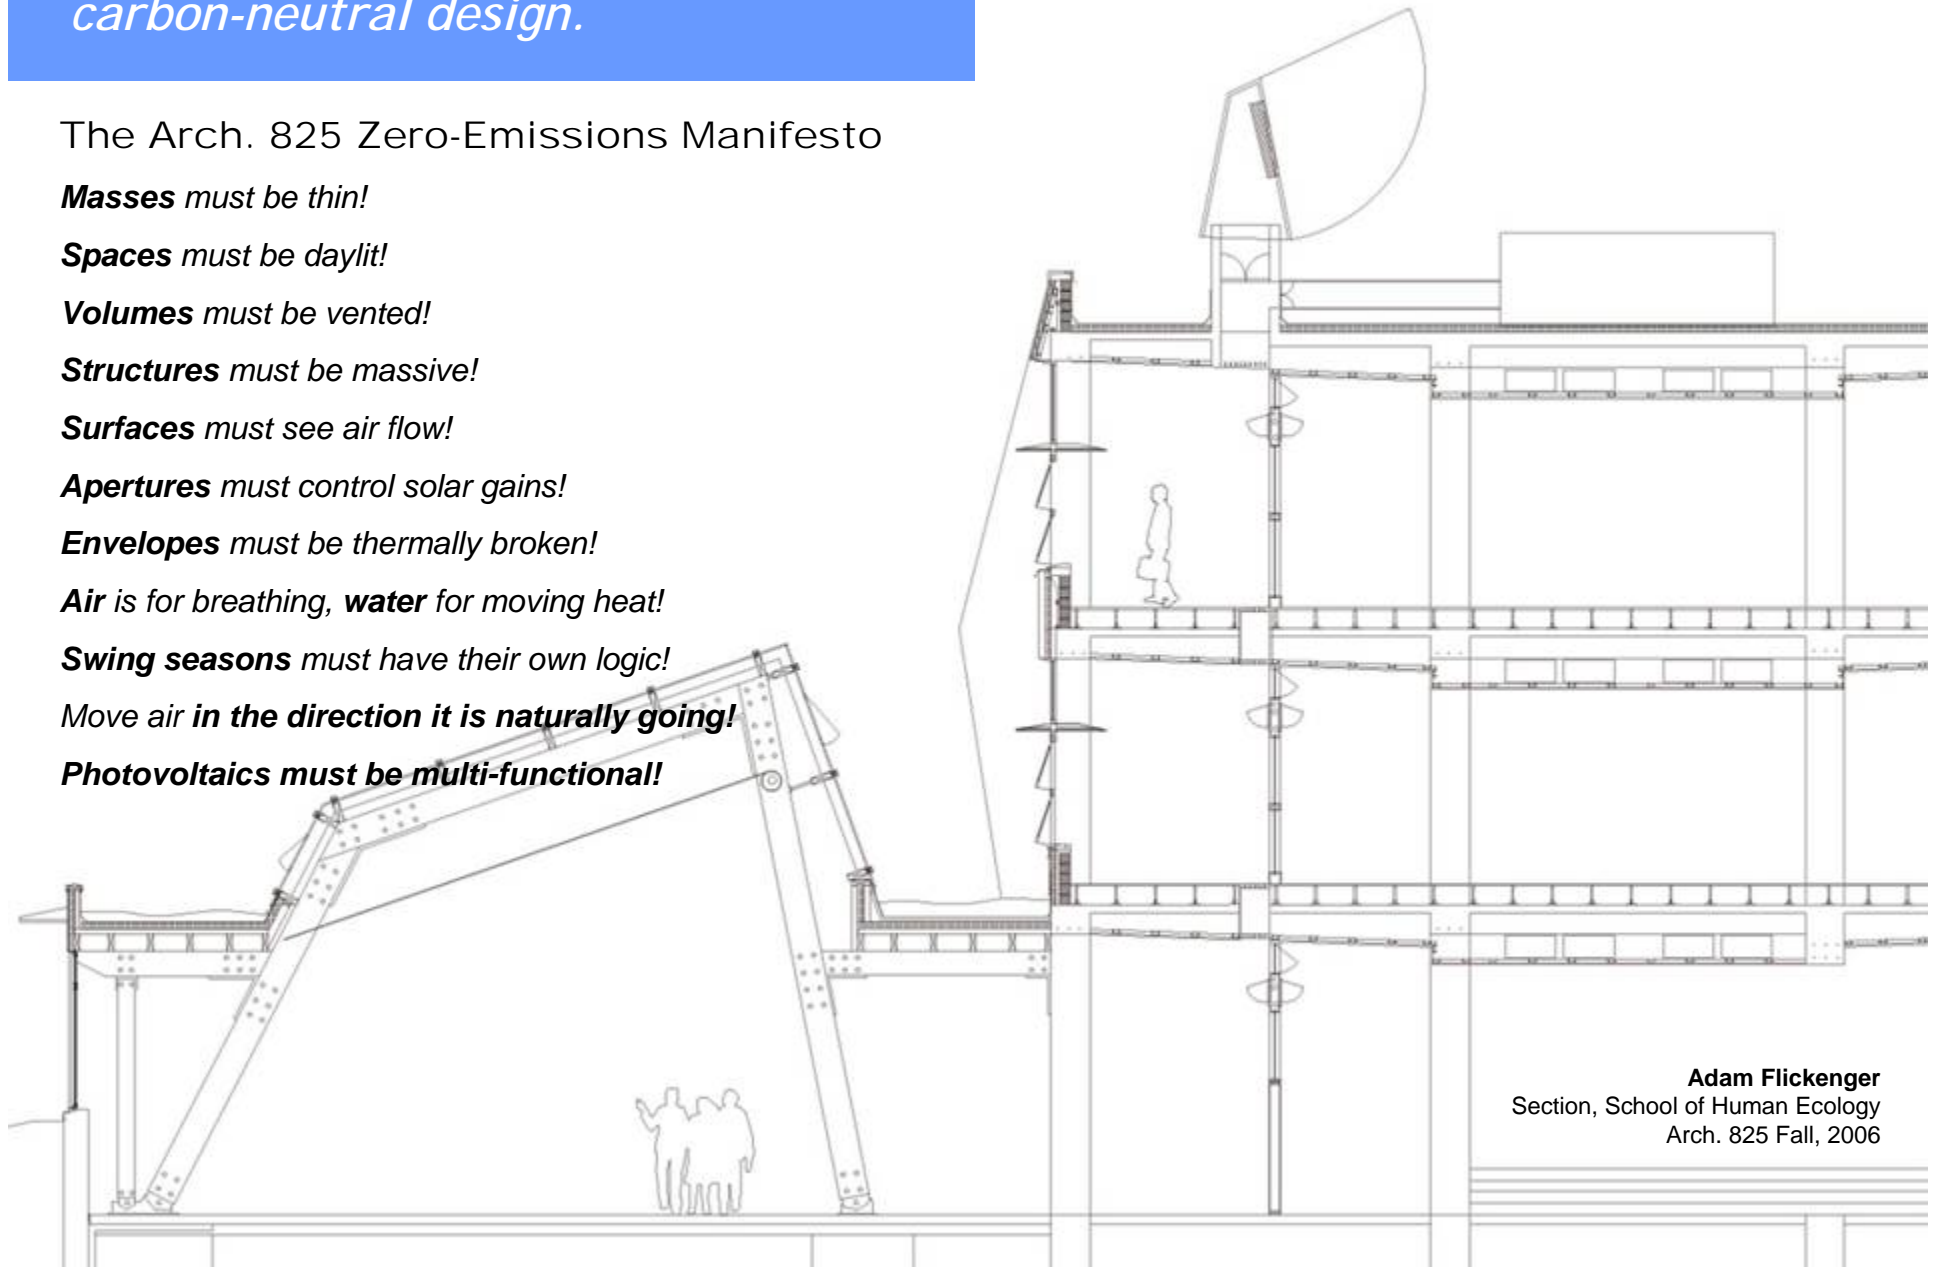 carbon-neutral design.
The Arch. 825 Zero-Emissions Manifesto
Masses must be thin!
Spaces must be daylit!
Volumes must be vented!
Structures must be massive!
Surfaces must see air flow!
Apertures must control solar gains!
Envelopes must be thermally broken!
Air is for breathing, water for moving heat!
Swing seasons must have their own logic!
Move air in the direction it is naturally going!
Photovoltaics must be multi-functional!
Adam Flickenger
Section, School of Human Ecology
Arch. 825 Fall, 2006